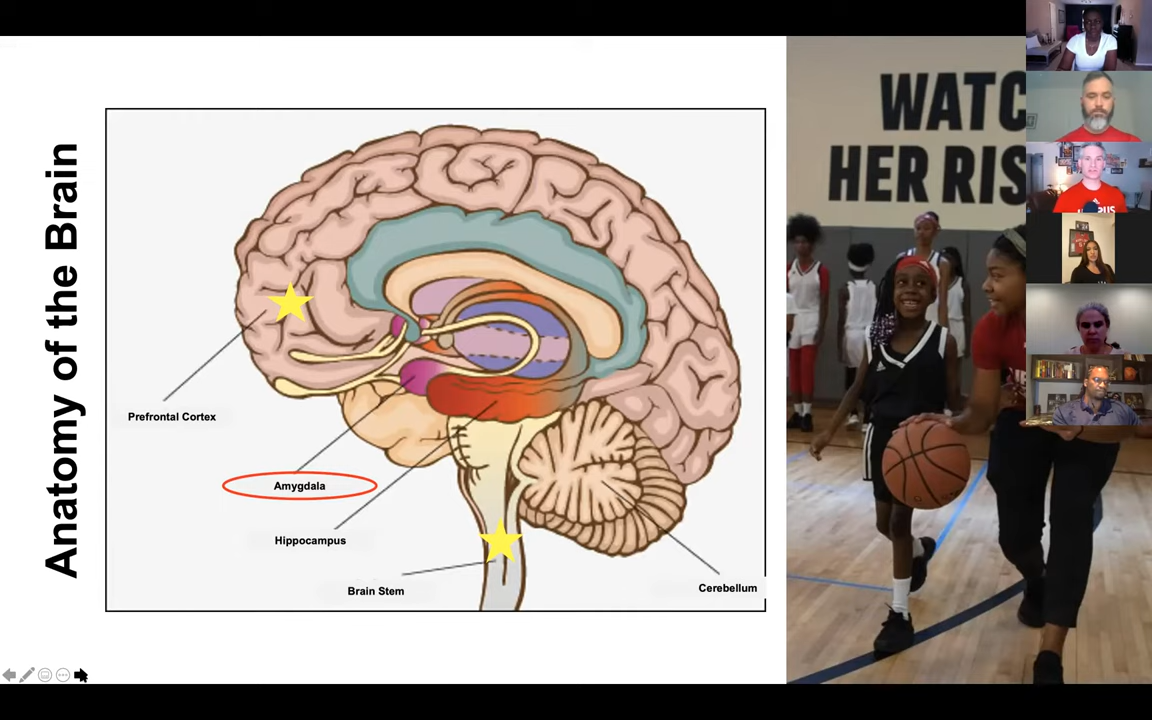 Anatomy of the Brain
Prefrontal Cortex
Amygdala
Hippocampus
Brain Stem
Cerebellum
WATC
HER RIS